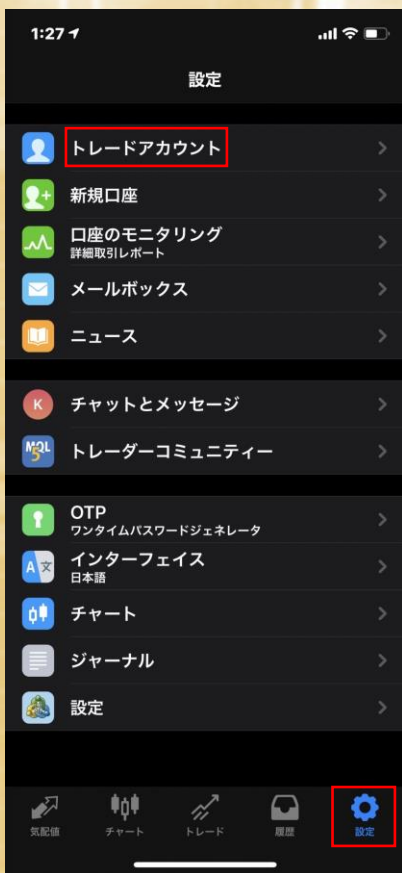 1:27
設定
トレードアカウント
新規口座
口座のモニタリング
詳細取引レポート
メールボックス
ニュース
K
チャットとメッセージ
MQL
5
トレーダーコミュニティー
OTP
ワンタイムパスワードジェネレータ
A 文
インターフェイス
日本語
チャート
ジャーナル
設定
気配値 チャート トレード 履歴 設定